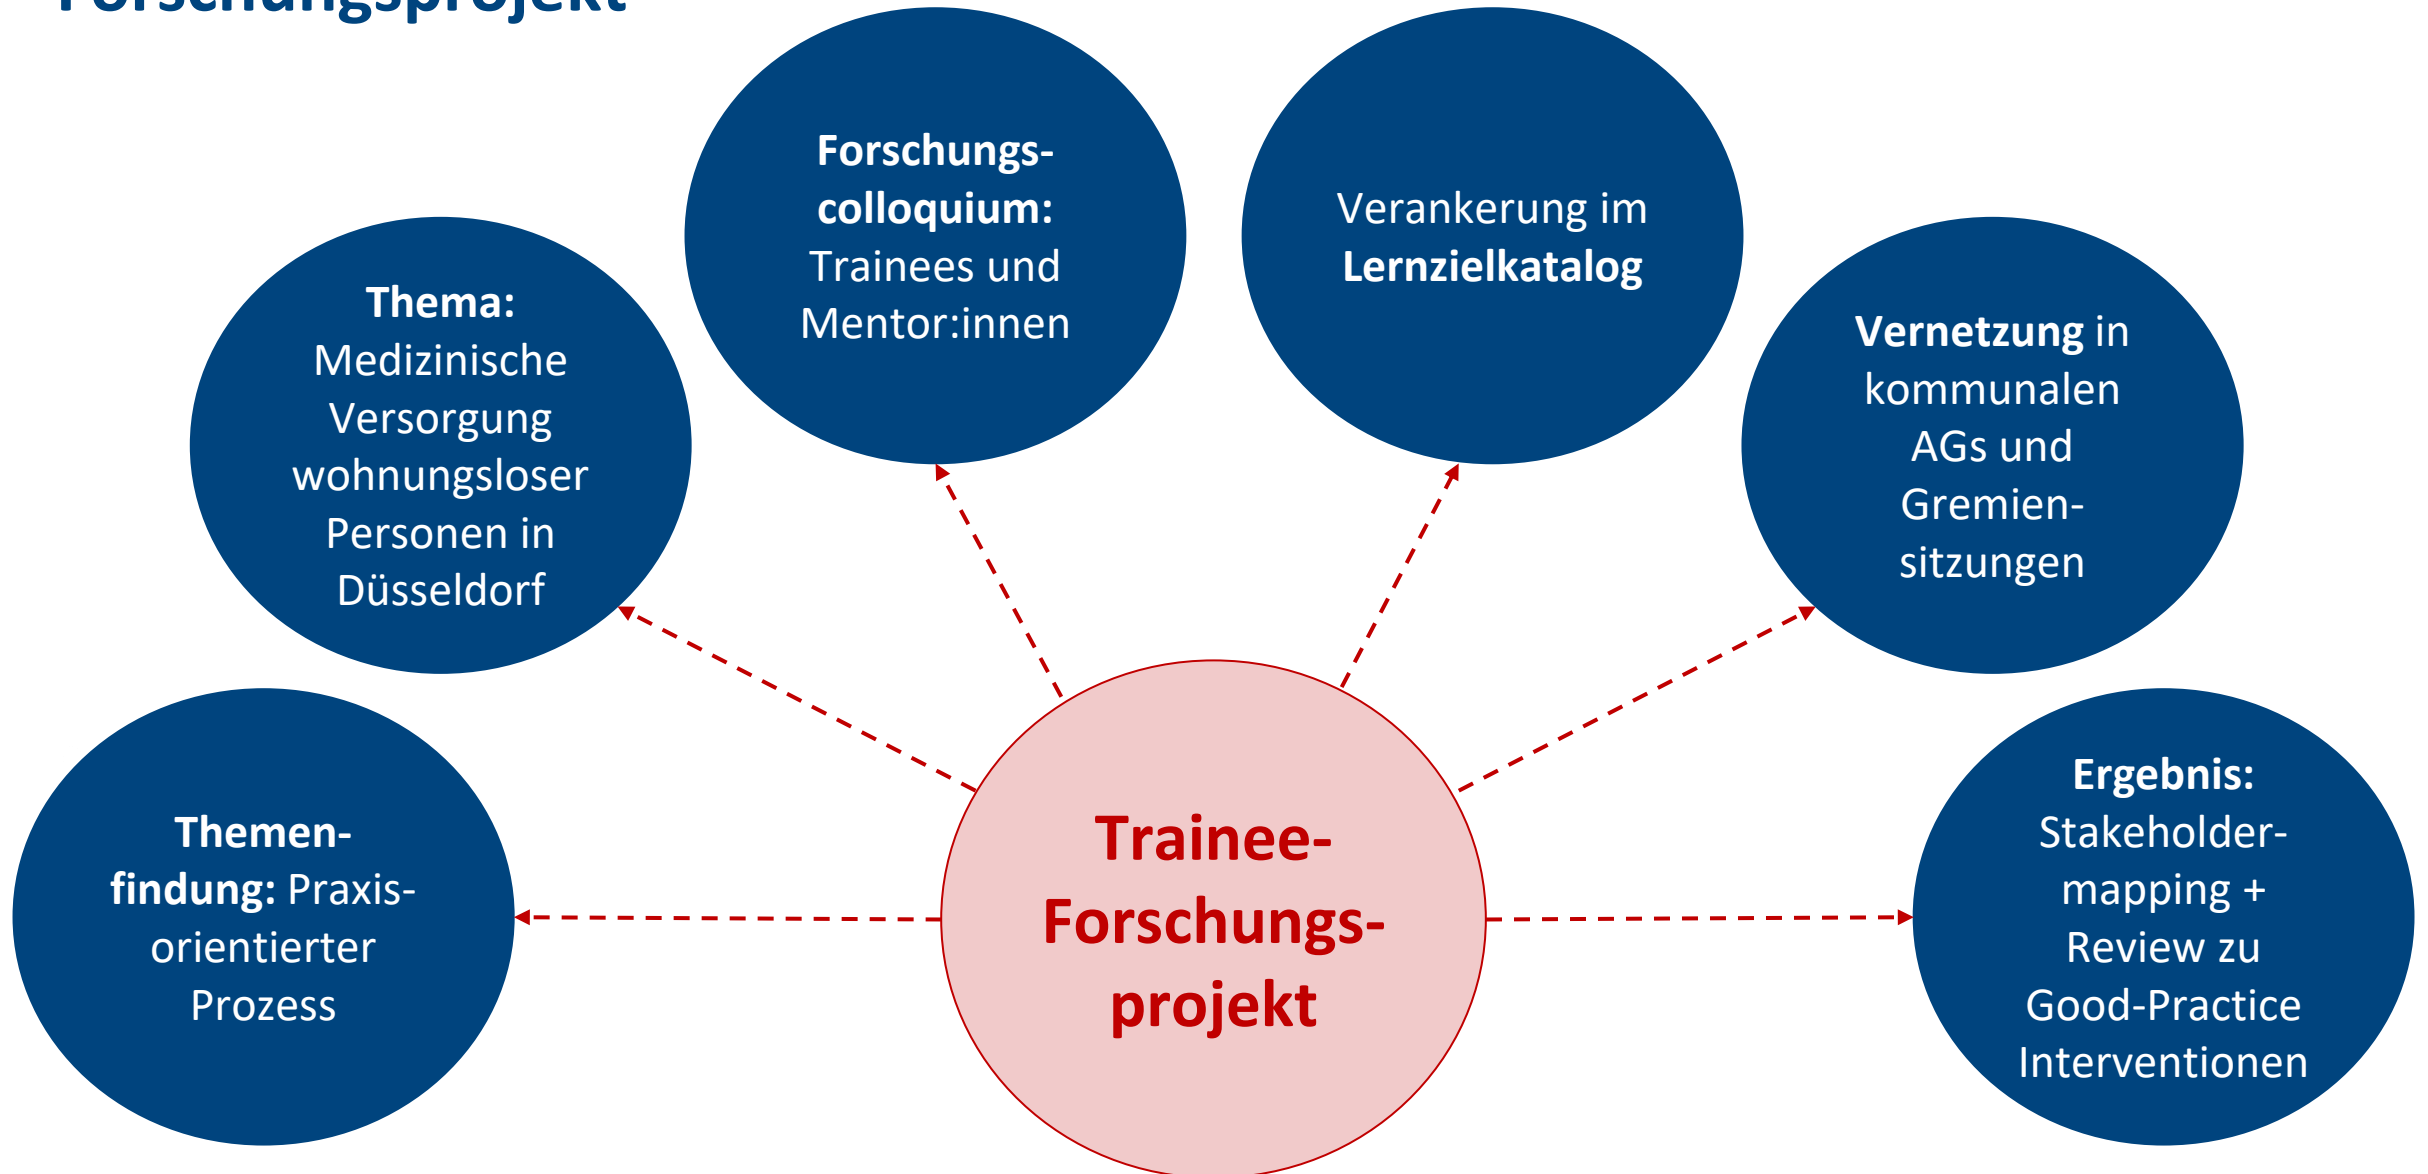 Forschungsprojekt
Forschungs-
colloquium:
Trainees und
Mentor:innen
Verankerung im
Lernzielkatalog
Thema:
Medizinische
Versorgung
wohnungsloser
Personen in
Düsseldorf
Vernetzung in
kommunalen
AGs und
Gremien-
sitzungen
Themen-
findung: Praxis-
orientierter
Prozess
Trainee-
Forschungs-
projekt
Ergebnis:
Stakeholder-
mapping +
Review zu
Good-Practice
Interventionen